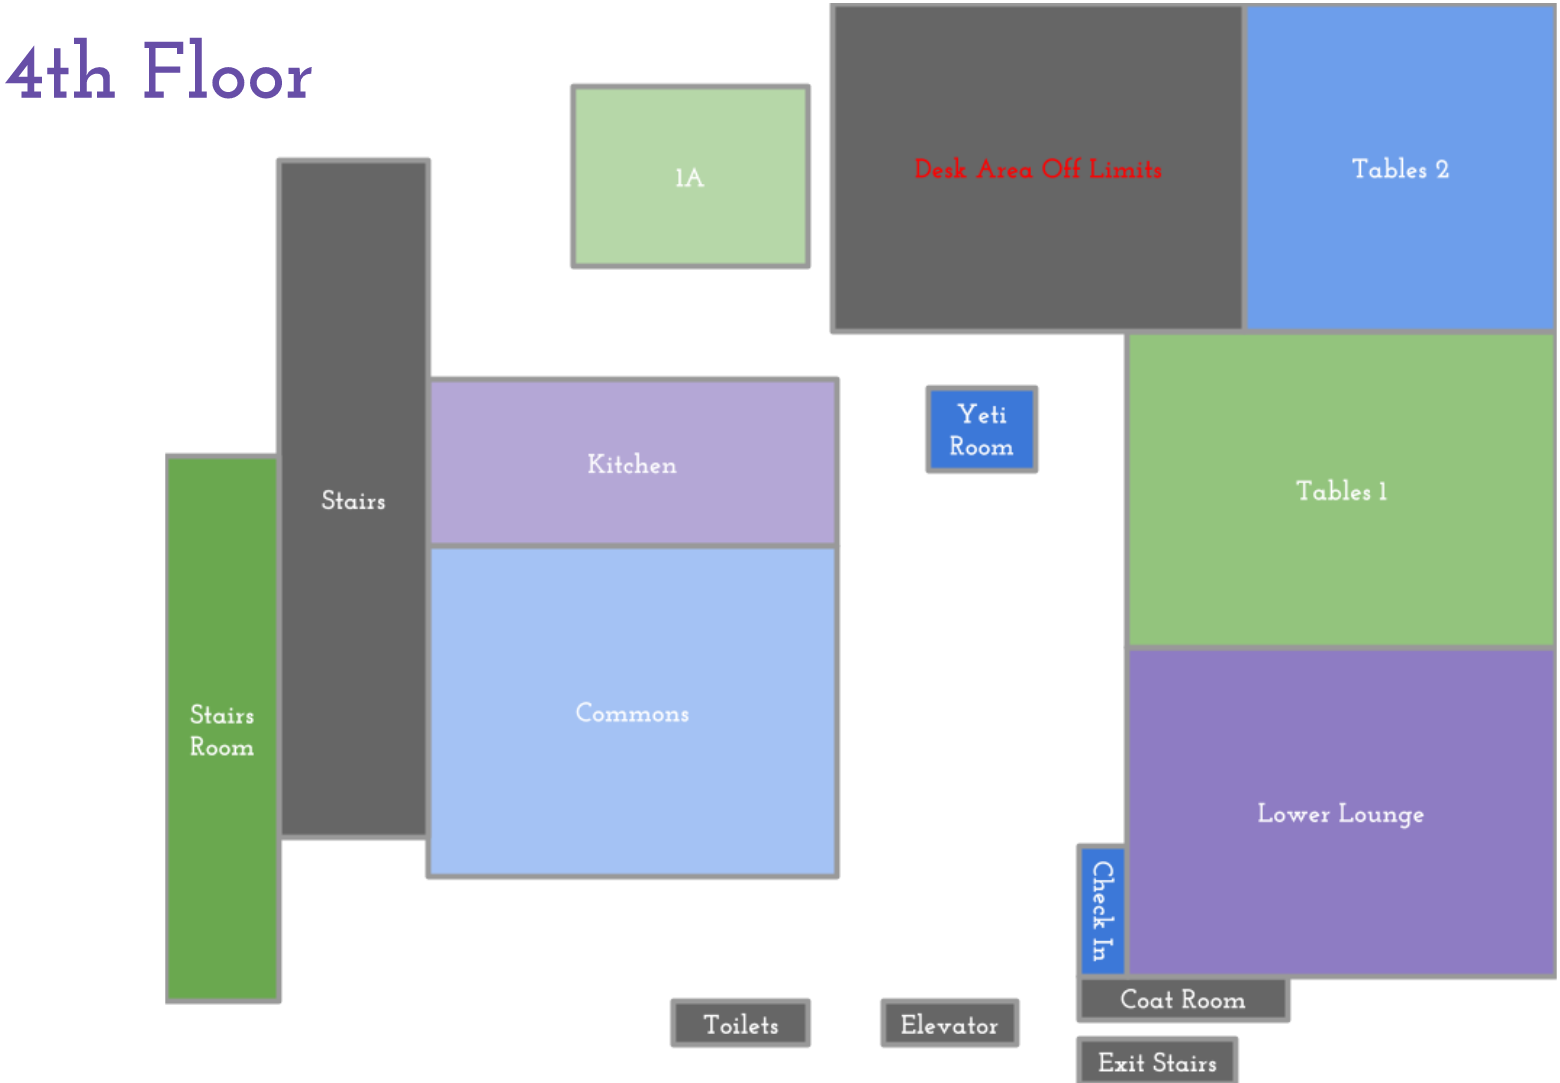 4th Floor
1A
Desk Area Off Limits
Tables 2
Stairs
Kitchen
Yeti
Room
Tables 1
Stairs
Room
Commons
Lower Lounge
Check In
Coat Room
Toilets
Elevator
Exit Stairs